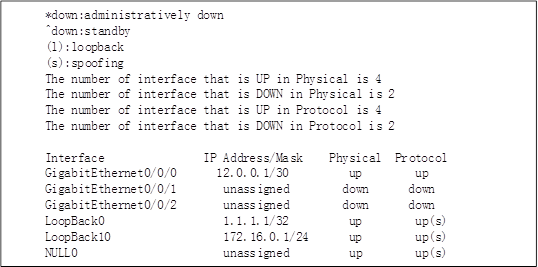 *down:administratively down
^down:standby
(l):loopback
(s):spoofing
The number of interface that is UP in Physical is 4
The number of interface that is DOWN in Physical is 2
The number of interface that is UP in Protocol is 4
The number of interface that is DOWN in Protocol is 2
Interface IP Address/Mask Physical Protocol
GigabitEthernet0/0/0 12.0.0.1/30 up up
GigabitEthernet0/0/1 unassigned down down
GigabitEthernet0/0/2 unassigned down down
LoopBack0 1.1.1.1/32 up up(s)
LoopBack10 172.16.0.1/24 up up(s)
NULL0 unassigned up up(s)